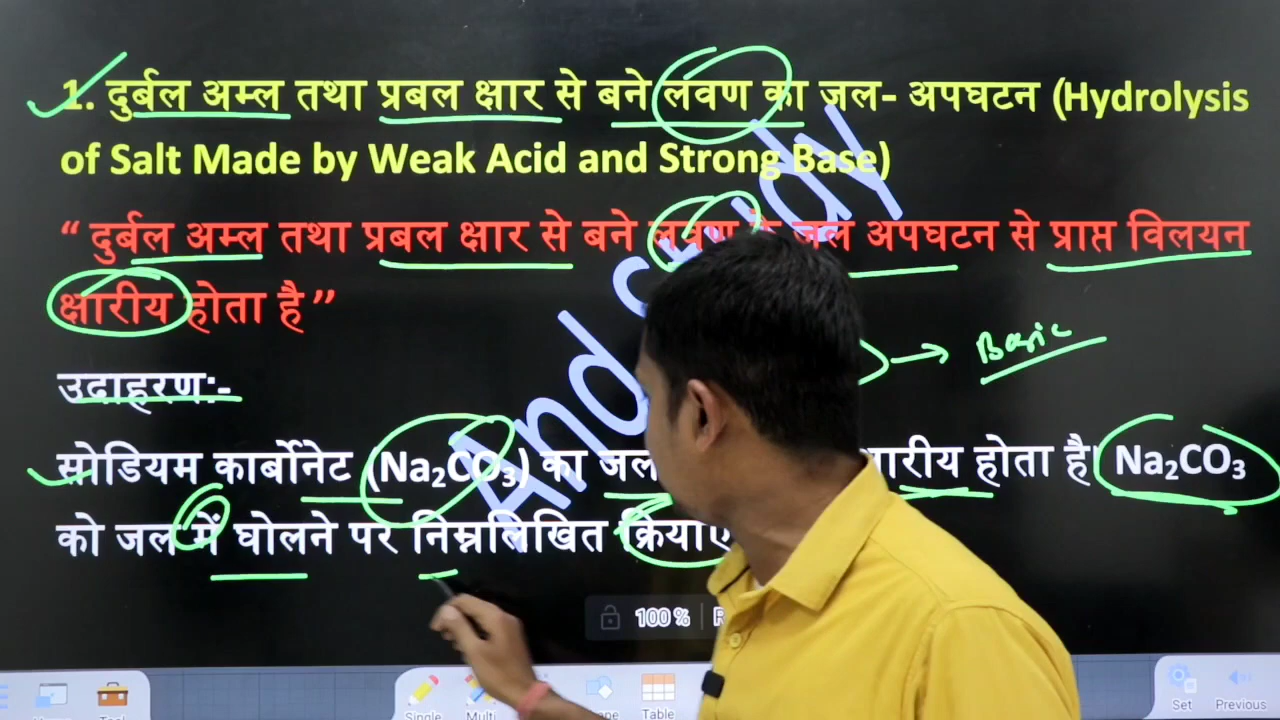 1. दुर्बल अम्ल तथा प्रबल क्षार से बने लवण का जल- अपघटन (Hydrolysis
of Salt Made by Weak Acid and Strong Base)
“ दुर्बल अम्ल तथा प्रबल क्षार से बने लवण के जल अपघटन से प्राप्त विलयन
क्षारीय होता है ”
→ Basic
उदाहरण:-
सोडियम कार्बोनेट (Na₂CO₃) का जल होता है। Na₂CO₃
को जल में घोलने पर निम्नलिखित
And
100 %
Table
Set Previous